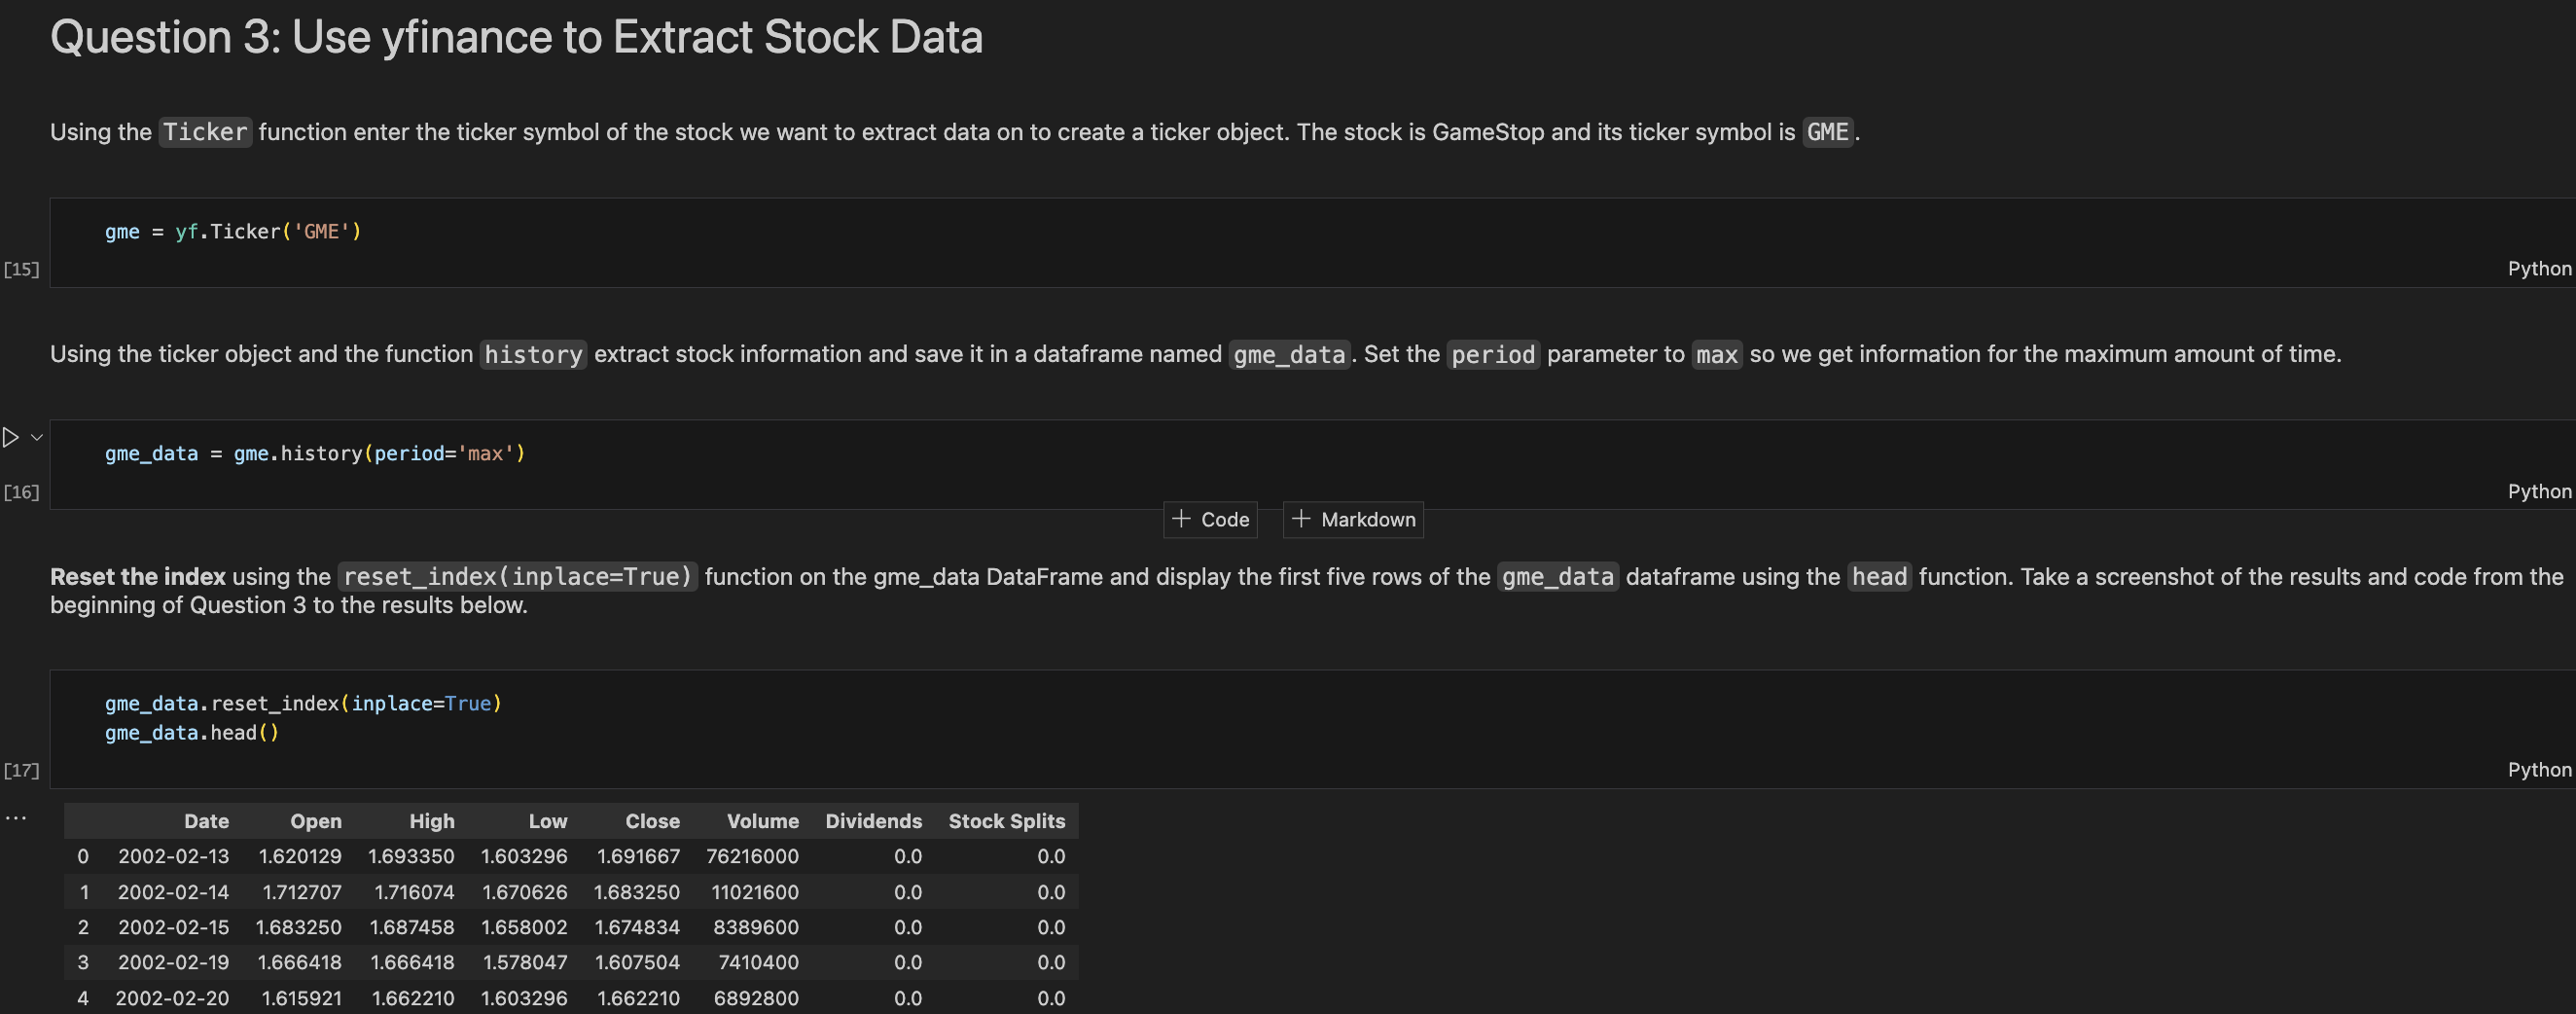 Question 3: Use yfinance to Extract Stock Data
Using the Ticker function enter the ticker symbol of the stock we want to extract data on to create a ticker object. The stock is GameStop and its ticker symbol is GME.
gme = yf.Ticker('GME')
[15]
Python
Using the ticker object and the function history extract stock information and save it in a dataframe named gme_data. Set the period parameter to max so we get information for the maximum amount of time.
gme_data = gme.history(period='max')
[16]
Python
+ Code + Markdown
Reset the index using the reset_index(inplace=True) function on the gme_data DataFrame and display the first five rows of the gme_data dataframe using the head function. Take a screenshot of the results and code from the
beginning of Question 3 to the results below.
gme_data.reset_index(inplace=True)
gme_data.head()
[17]
Python
...
Date Open High Low Close Volume Dividends Stock Splits
0 2002-02-13 1.620129 1.693350 1.603296 1.691667 76216000 0.0 0.0
1 2002-02-14 1.712707 1.716074 1.670626 1.683250 11021600 0.0 0.0
2 2002-02-15 1.683250 1.687458 1.658002 1.674834 8389600 0.0 0.0
3 2002-02-19 1.666418 1.666418 1.578047 1.607504 7410400 0.0 0.0
4 2002-02-20 1.615921 1.662210 1.603296 1.662210 6892800 0.0 0.0